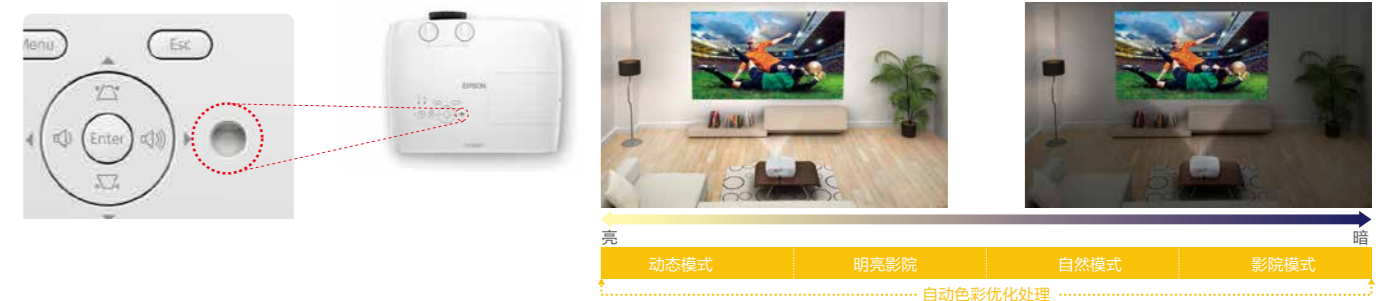 Menu
Esc
Enter
EPSON
亮
暗
动态模式
明亮影院
自然模式
影院模式
自动色彩优化处理